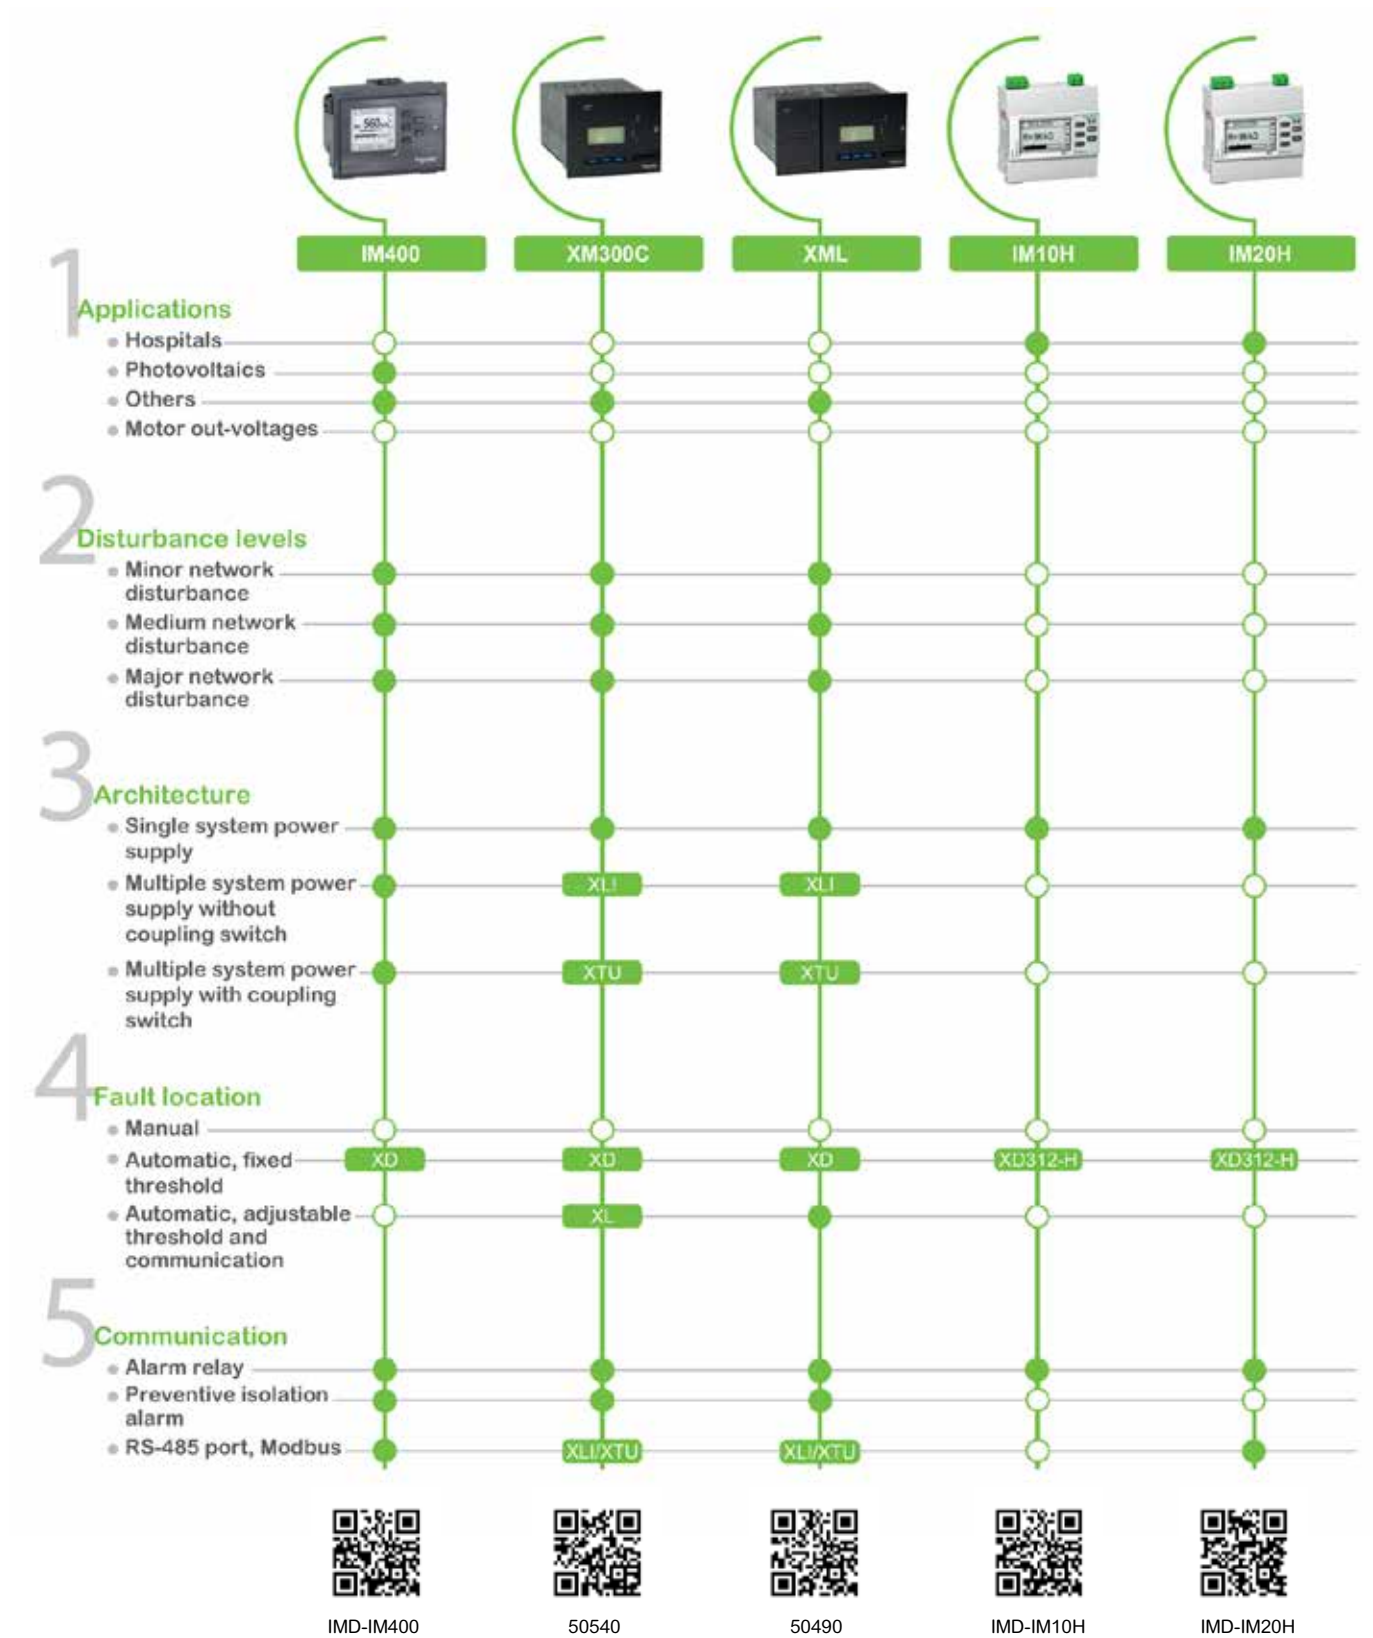 IM400 XM300C XML IM10H IM20H
1
Applications
Hospitals
Photovoltaics
Others
Motor out-voltages
2
Disturbance levels
Minor network
disturbance
Medium network
disturbance
Major network
disturbance
3
Architecture
Single system power
supply
Multiple system power XLI XLI
supply without
coupling switch
Multiple system power XTU XTU
supply with coupling
switch
4
Fault location
Manual
Automatic, fixed XD XD XD XD312-H XD312-H
threshold
Automatic, adjustable XL
threshold and
communication
5
Communication
Alarm relay
Preventive isolation
alarm
RS-485 port, Modbus XLI/XTU XLI/XTU
IMD-IM400 50540 50490 IMD-IM10H IMD-IM20H